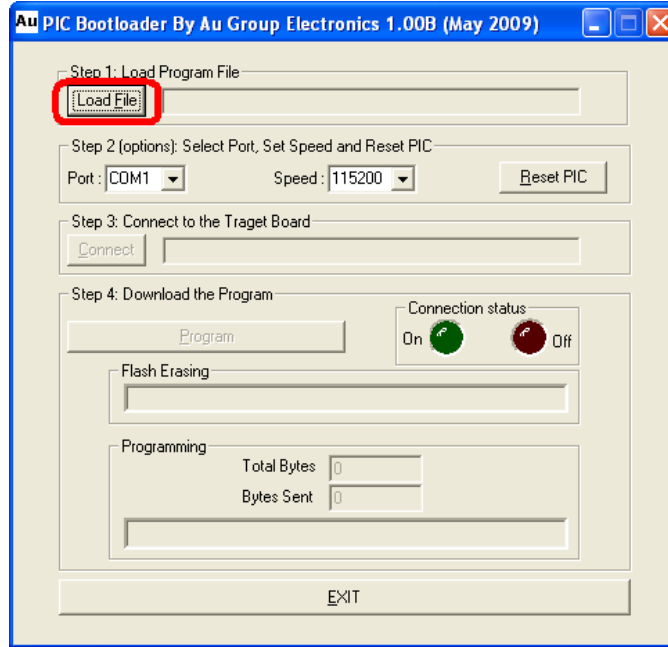 Au PIC Bootloader By Au Group Electronics 1.00B (May 2009)
Step 1: Load Program File
Load File
Step 2 (options): Select Port, Set Speed and Reset PIC
Port : COM1 Speed : 115200 Reset PIC
Step 3: Connect to the Traget Board
Connect
Step 4: Download the Program
Connection status
Program On Off
Flash Erasing
Programming
Total Bytes 0
Bytes Sent 0
EXIT